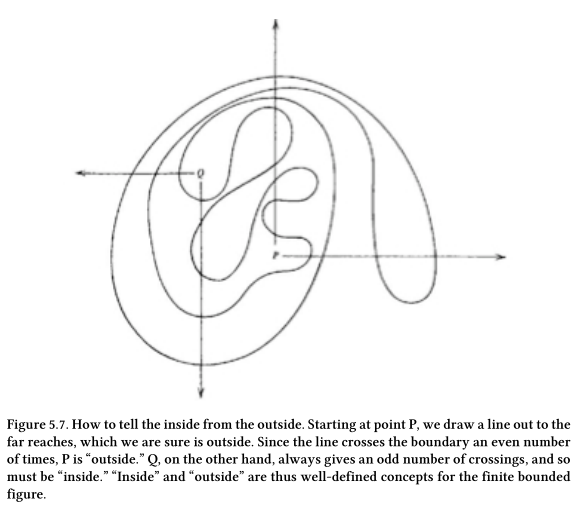 Q
P
Figure 5.7. How to tell the inside from the outside. Starting at point P, we draw a line out to the
far reaches, which we are sure is outside. Since the line crosses the boundary an even number
of times, P is “outside.” Q, on the other hand, always gives an odd number of crossings, and so
must be “inside.” “Inside” and “outside” are thus well-defined concepts for the finite bounded
figure.